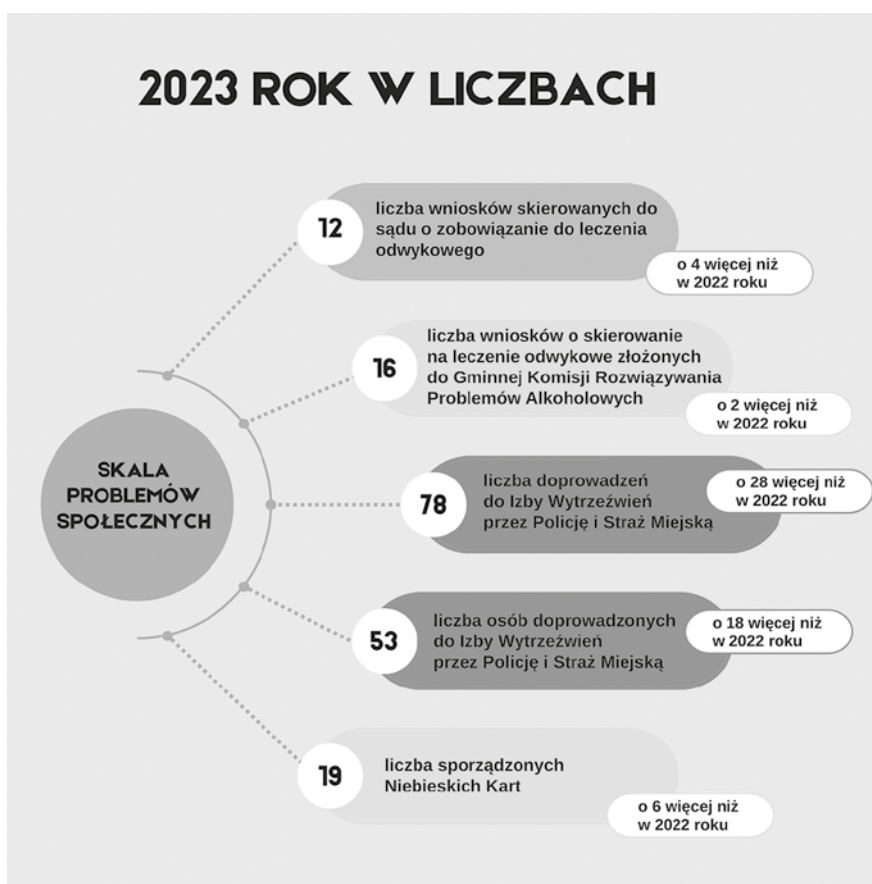 2023 ROK W LICZBACH
12
liczba wniosków skierowanych do
sądu o zobowiązanie do leczenia
odwykowego
o 4 więcej niż
w 2022 roku
16
liczba wniosków o skierowanie
na leczenie odwykowe złożonych
do Gminnej Komisji Rozwiązywania
Problemów Alkoholowych
o 2 więcej niż
w 2022 roku
SKALA
PROBLEMÓW
SPOŁECZNYCH
78
liczba doprowadzeń
do Izby Wytrzeźwień
przez Policję i Straż Miejską
o 28 więcej niż
w 2022 roku
53
liczba osób doprowadzonych
do Izby Wytrzeźwień
przez Policję i Straż Miejską
o 18 więcej niż
w 2022 roku
19
liczba sporządzonych
Niebieskich Kart
o 6 więcej niż
w 2022 roku